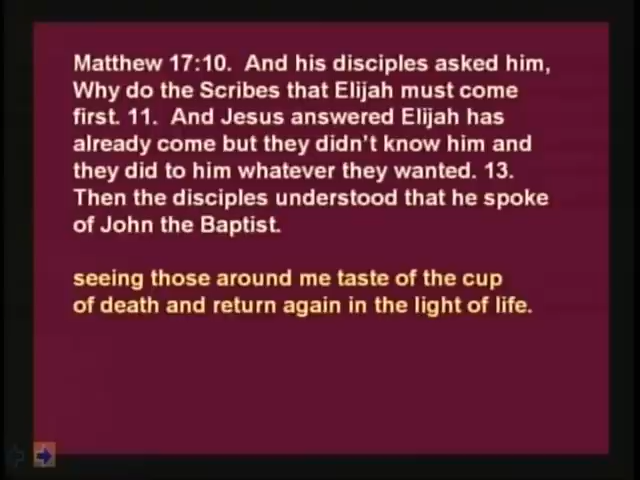 Matthew 17:10.  And his disciples asked him,
Why do the Scribes that Elijah must come
first. 11.  And Jesus answered Elijah has
already come but they didn't know him and
they did to him whatever they wanted. 13.
Then the disciples understood that he spoke
of John the Baptist.
seeing those around me taste of the cup
of death and return again in the light of life.